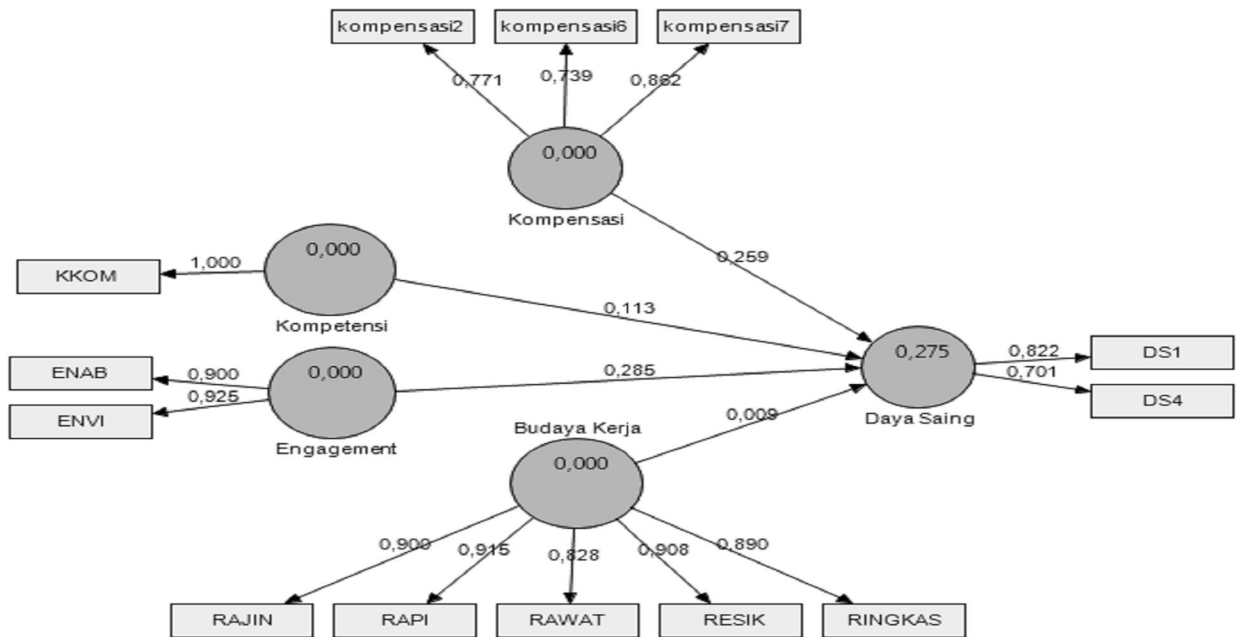 kompensasi2 kompensasi6 kompensasi7
0,771 0,739 0,862
0,000
Kompensasi
0,259
0,000
KKOM 1,000
Kompetensi
0,113
0,275
Daya Saing
0,822 DS1
0,701 DS4
ENAB 0,900
0,000
0,285
ENVI 0,925
Engagement
Budaya Kerja
0,009
0,000
0,900 0,915 0,828 0,908 0,890
RAJIN RAPI RAWAT RESIK RINGKAS